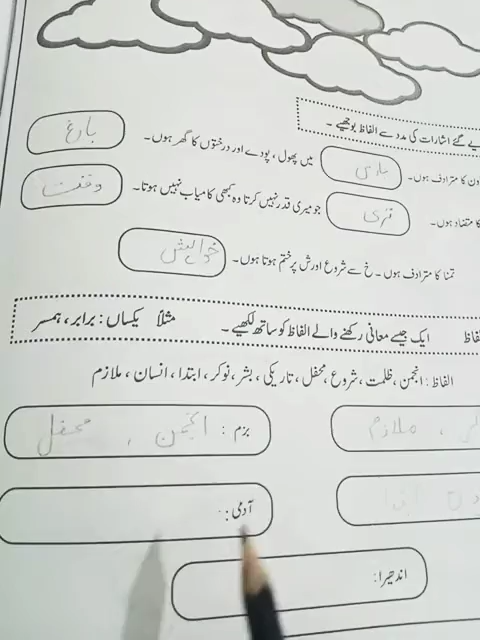 گئے اشارات کی مدد سے الفاظ بوجھیے ۔
میں پھول ، پودے اور درختوں کا گھر ہوں۔ باغ
ون کا مترادف ہوں۔
جو میری قدر نہیں کرتا وہ کبھی کامیاب نہیں ہوتا۔ وقت
کا متضاد ہوں۔
تمنا کا مترادف ہوں ۔ خ سے شروع اور ش پر ختم ہوتا ہوں۔ خواہش
ایک جیسے معانی رکھنے والے الفاظ کو ساتھ لکھیے ۔ مثلاً یکساں : برابر ، ہمسر
الفاظ : انجمن ، ظلمت ، شروع ، محفل ، تاریکی ، بشر ، نوکر ، ابتدا ، انسان ، ملازم
، ملازم
بزم : انجمن ، محفل
آدمی :
اندھیرا :